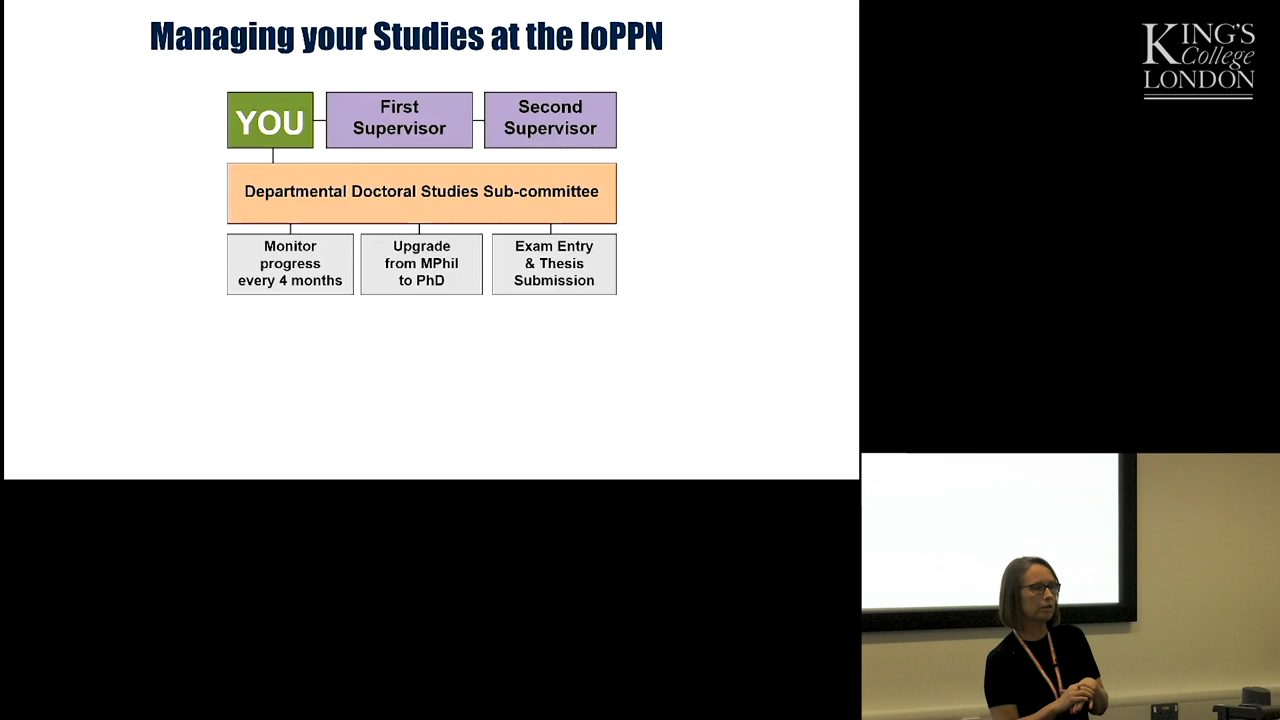 Managing your Studies at the IoPPN
YOU
First
Supervisor
Second
Supervisor
Departmental Doctoral Studies Sub-committee
Monitor
progress
every 4 months
Upgrade
from MPhil
to PhD
Exam Entry
& Thesis
Submission
KING'S
College
LONDON